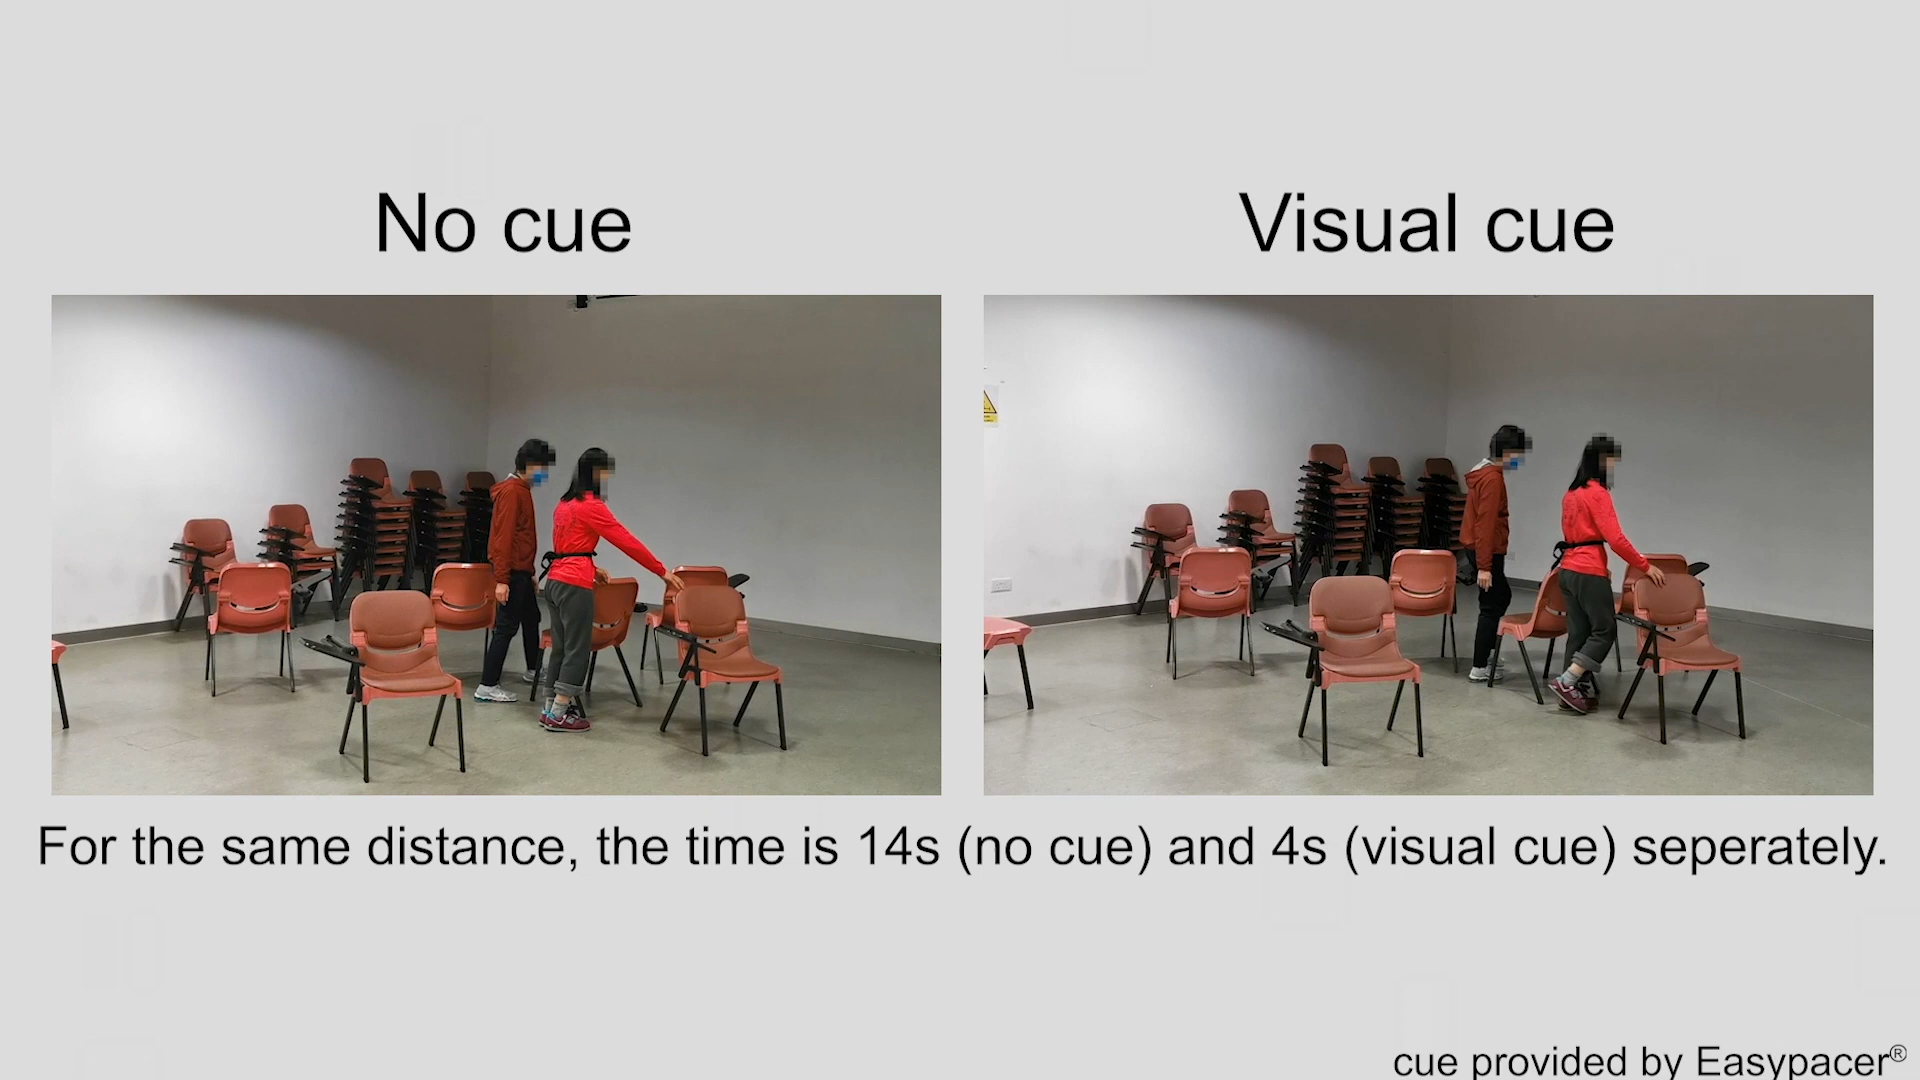 No cue
Visual cue
For the same distance, the time is 14s (no cue) and 4s (visual cue) seperately.
cue provided by Easypacer®